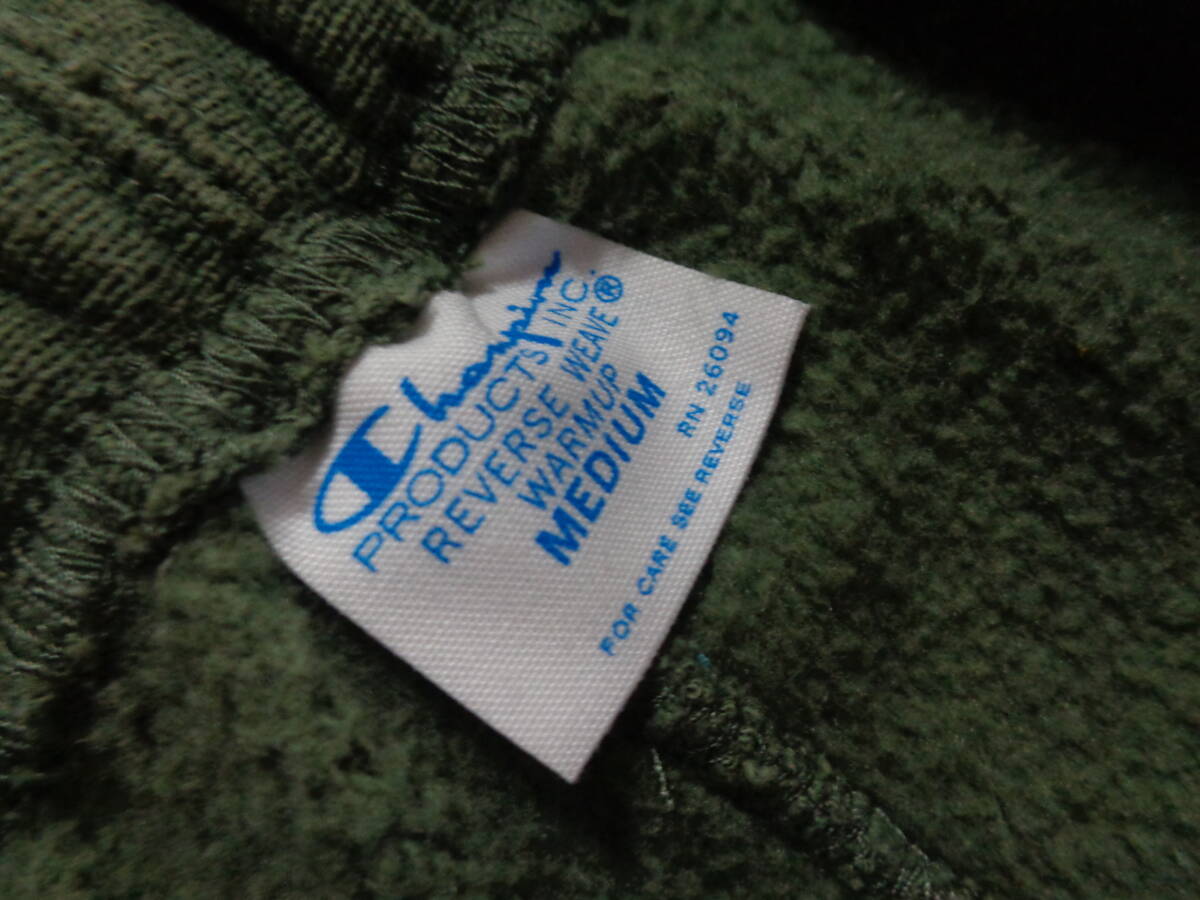 Champion
PRODUCTS INC.
REVERSE WEAVE®
WARMUP
MEDIUM
RN 26094
FOR CARE SEE REVERSE